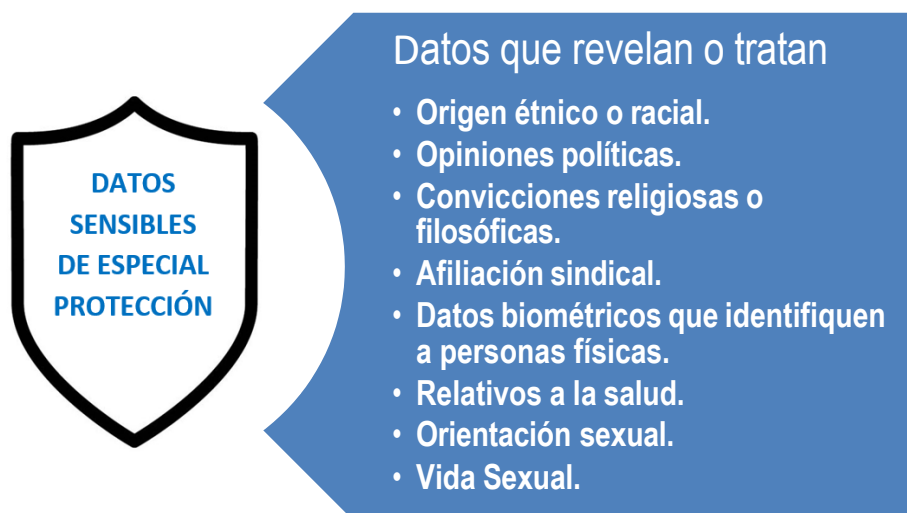 DATOS
SENSIBLES
DE ESPECIAL
PROTECCIÓN
Datos que revelan o tratan
• Origen étnico o racial.
• Opiniones políticas.
• Convicciones religiosas o
filosóficas.
• Afiliación sindical.
• Datos biométricos que identifiquen
a personas físicas.
• Relativos a la salud.
• Orientación sexual.
• Vida Sexual.